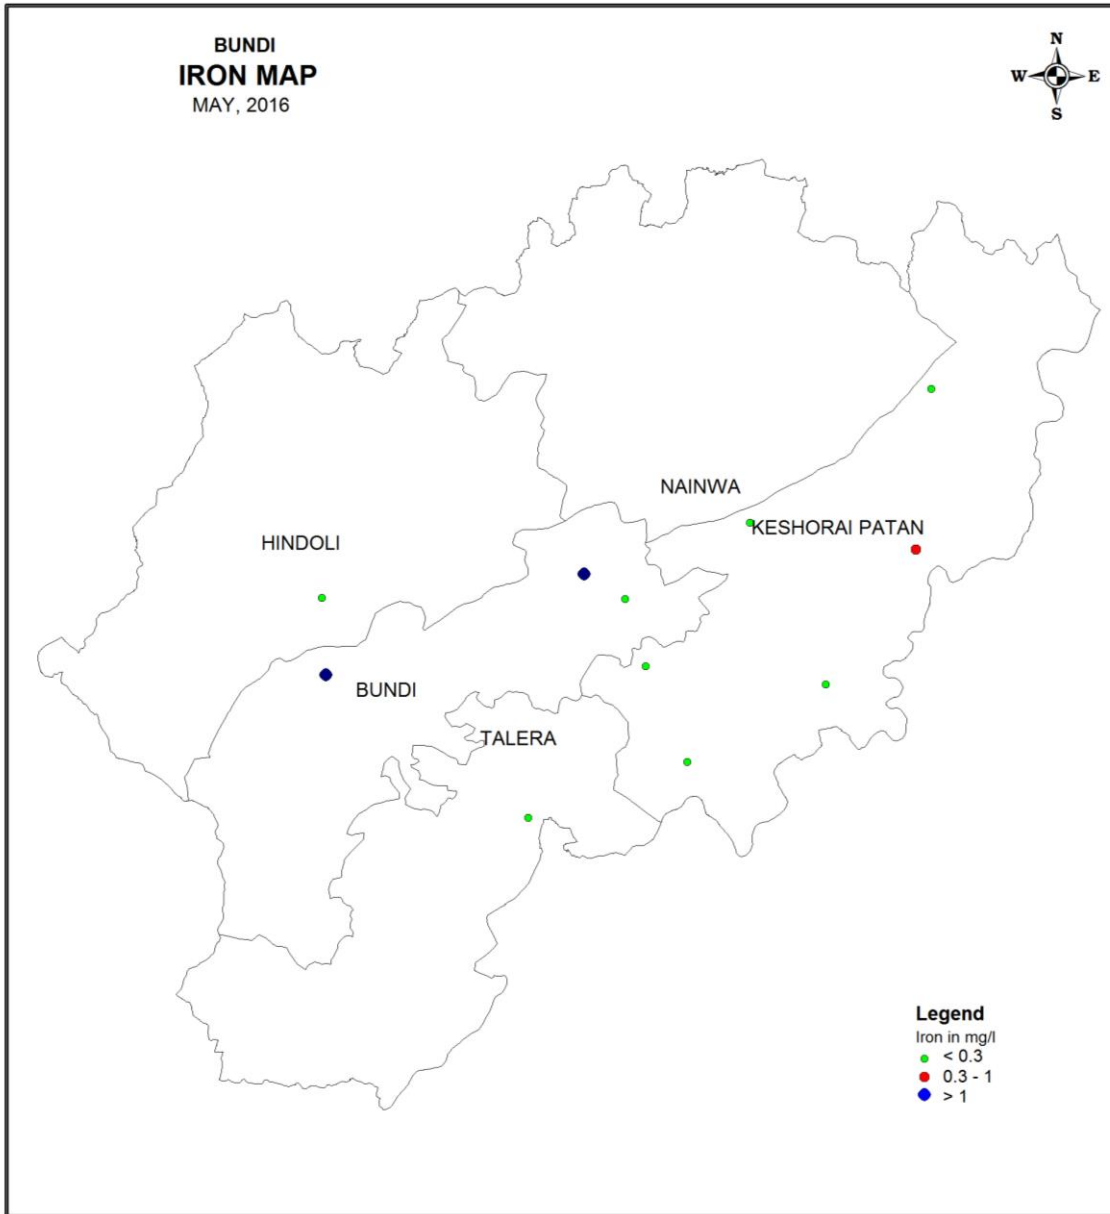 BUNDI
IRON MAP
MAY, 2016
N
W E
S
NAINWA
KESHORAI PATAN
HINDOLI
BUNDI
TALERA
Legend
Iron in mg/l
< 0.3
0.3 - 1
> 1